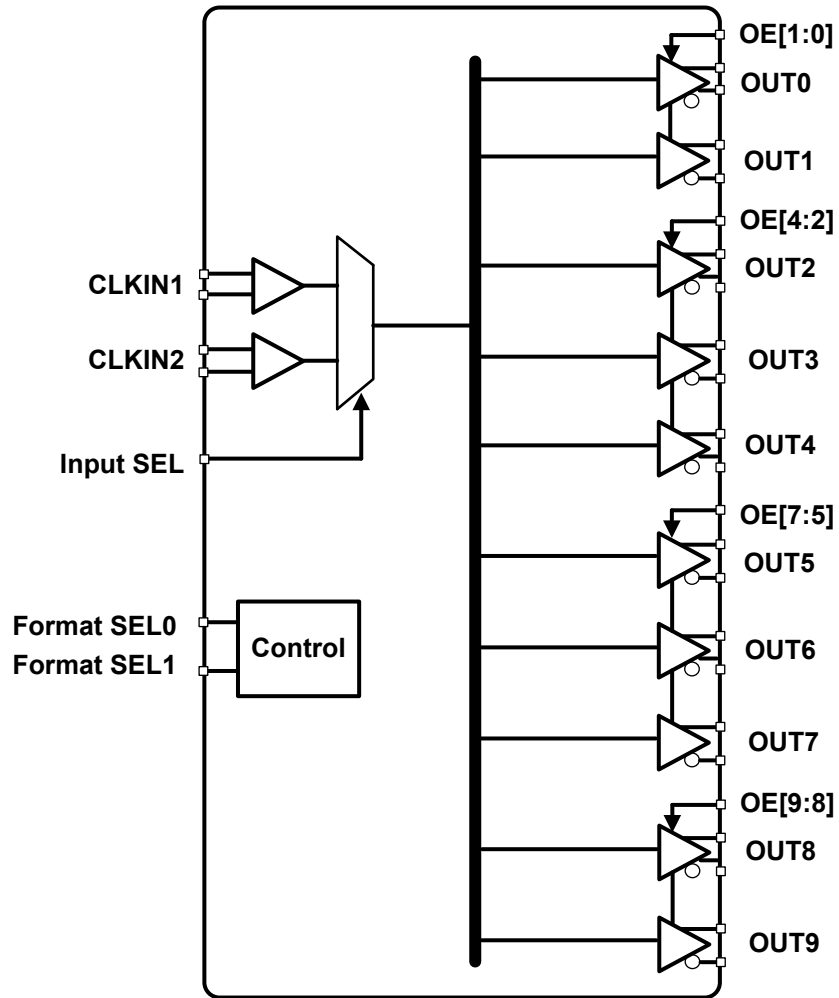 CLKIN1
CLKIN2
Input SEL
Format SEL0
Format SEL1
Control
OE[1:0]
OUT0
OUT1
OE[4:2]
OUT2
OUT3
OUT4
OE[7:5]
OUT5
OUT6
OUT7
OE[9:8]
OUT8
OUT9